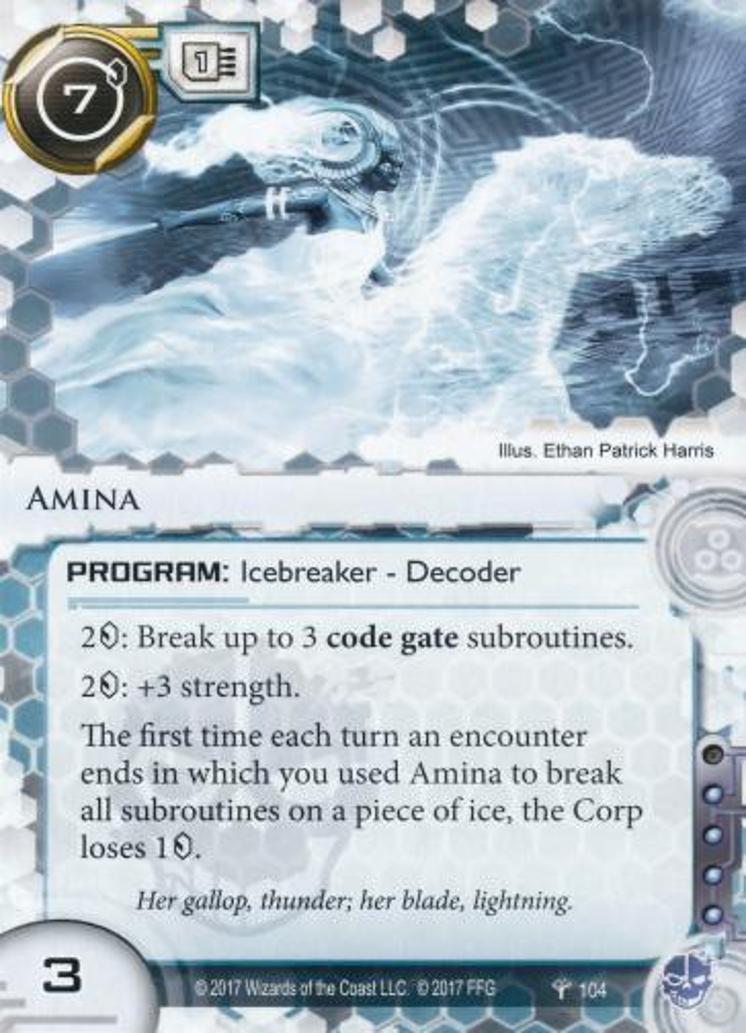 7
1
Illus. Ethan Patrick Harris
AMINA
PROGRAM: Icebreaker - Decoder
2: Break up to 3 code gate subroutines.
2: +3 strength.
The first time each turn an encounter
ends in which you used Amina to break
all subroutines on a piece of ice, the Corp
loses 1.
Her gallop, thunder; her blade, lightning.
3
© 2017 Wizards of the Coast LLC. © 2017 FFG
104